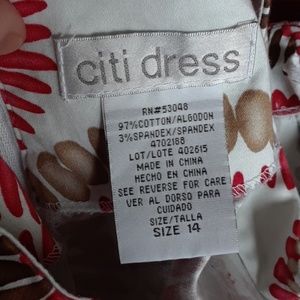 citi dress
RN#53048
97%COTTON/ALGODON
3%SPANDEX/SPANDEX
4702188
LOT/LOTE 402615
MADE IN CHINA
HECHO EN CHINA
SEE REVERSE FOR CARE
VER AL DORSO PARA
CUIDADO
SIZE/TALLA
SIZE 14